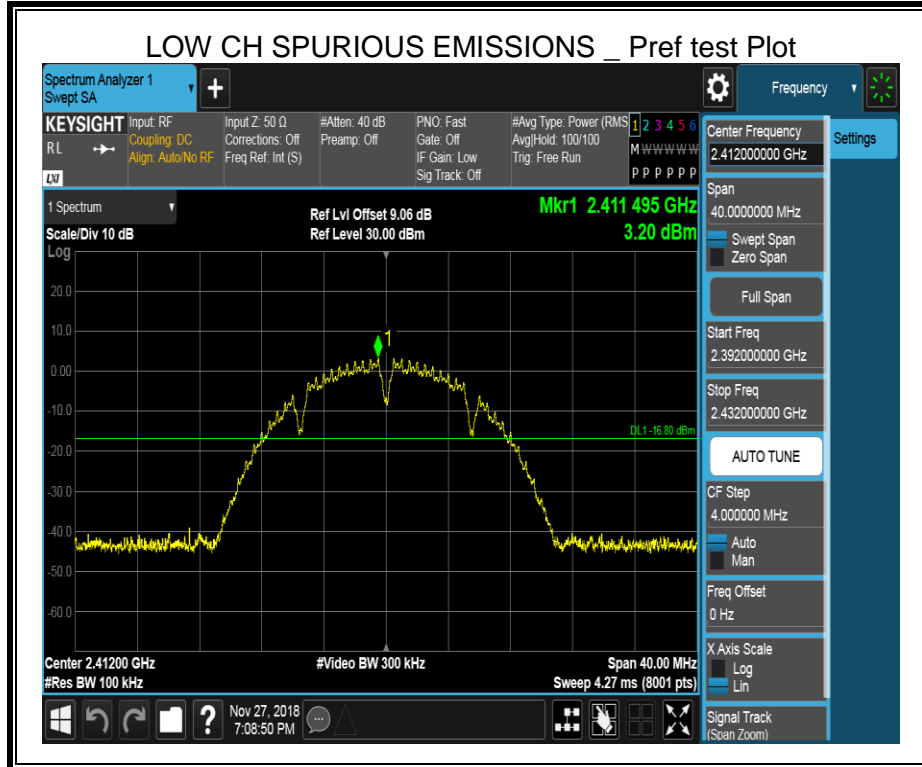 LOW CH SPURIOUS EMISSIONS _ Pref test Plot
Spectrum Analyzer 1
Swept SA
+
Frequency
KEYSIGHT
RL
LXI
Input: RF
Coupling: DC
Align: Auto/No RF
Input Z: 50 Ω
Corrections: Off
Freq Ref: Int (S)
#Atten: 40 dB
Preamp: Off
PNO: Fast
Gate: Off
IF Gain: Low
Sig Track: Off
#Avg Type: Power (RMS
Avg|Hold: 100/100
Trig: Free Run
1 2 3 4 5 6
M W W W W W
P P P P P P
1 Spectrum
Scale/Div 10 dB
Log
Ref Lvl Offset 9.06 dB
Ref Level 30.00 dBm
Mkr1 2.411 495 GHz
3.20 dBm
20.0
10.0
0.00
-10.0
-20.0
-30.0
-40.0
-50.0
-60.0
1
DL1 -16.80 dBm
Center 2.41200 GHz
#Res BW 100 kHz
#Video BW 300 kHz
Span 40.00 MHz
Sweep 4.27 ms (8001 pts)
Nov 27, 2018
7:08:50 PM
?
Center Frequency
2.412000000 GHz
Settings
Span
40.0000000 MHz
Swept Span
Zero Span
Full Span
Start Freq
2.392000000 GHz
Stop Freq
2.432000000 GHz
AUTO TUNE
CF Step
4.000000 MHz
Auto
Man
Freq Offset
0 Hz
X Axis Scale
Log
Lin
Signal Track
(Span Zoom)